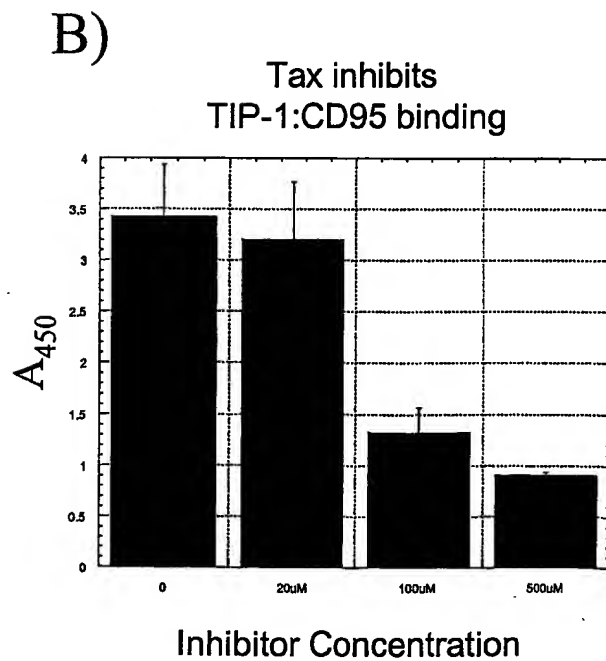 B)
Tax inhibits
TIP-1:CD95 binding
4
3.5
3
2.5
2
1.5
1
0.5
0
A450
0 20uM 100uM 500uM
Inhibitor Concentration